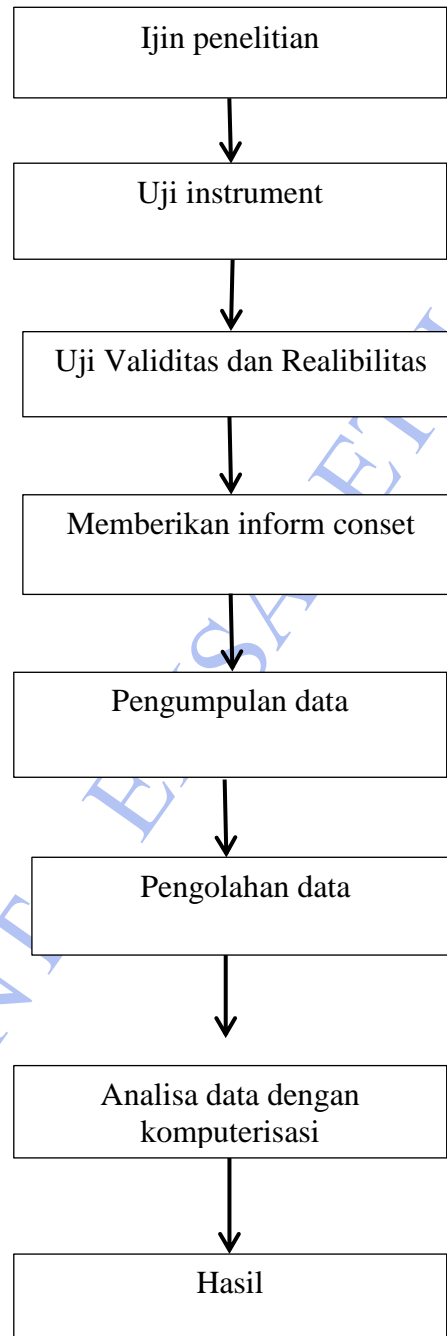 Ijin penelitian
Uji instrument
Uji Validitas dan Realibilitas
Memberikan inform conset
Pengumpulan data
Pengolahan data
Analisa data dengan
komputerisasi
Hasil